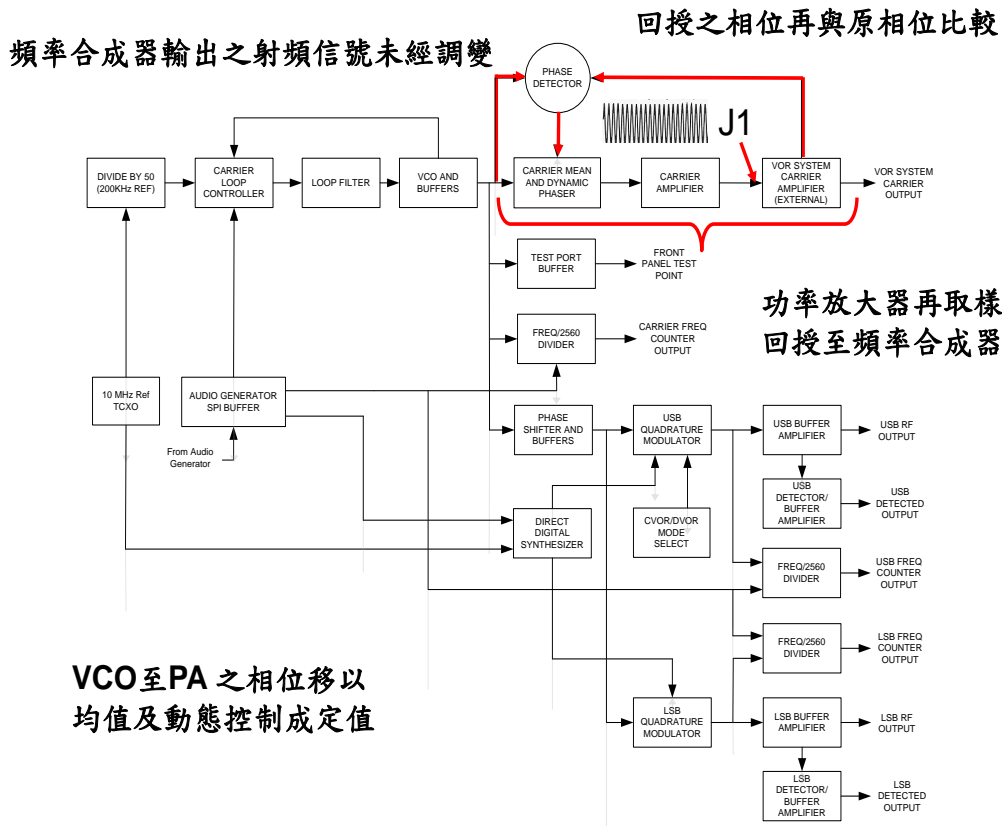 回授之相位再與原相位比較
頻率合成器輸出之射頻信號未經調變
PHASE
DETECTOR
J1
DIVIDE BY 50
(200KHz REF)
CARRIER
LOOP
CONTROLLER
LOOP FILTER
VCO AND
BUFFERS
CARRIER MEAN
AND DYNAMIC
PHASER
CARRIER
AMPLIFIER
VOR SYSTEM
CARRIER
AMPLIFIER
(EXTERNAL)
VOR SYSTEM
CARRIER
OUTPUT
TEST PORT
BUFFER
FRONT
PANEL TEST
POINT
功率放大器再取樣
回授至頻率合成器
FREQ/2560
DIVIDER
CARRIER FREQ
COUNTER
OUTPUT
10 MHz Ref
TCXO
AUDIO GENERATOR
SPI BUFFER
From Audio
Generator
PHASE
SHIFTER AND
BUFFERS
USB
QUADRATURE
MODULATOR
USB BUFFER
AMPLIFIER
USB RF
OUTPUT
USB
DETECTOR/
BUFFER
AMPLIFIER
USB
DETECTED
OUTPUT
DIRECT
DIGITAL
SYNTHESIZER
CVOR/DVOR
MODE
SELECT
FREQ/2560
DIVIDER
USB FREQ
COUNTER
OUTPUT
FREQ/2560
DIVIDER
LSB FREQ
COUNTER
OUTPUT
VCO至PA 之相位移以
均值及動態控制成定值
LSB
QUADRATURE
MODULATOR
LSB BUFFER
AMPLIFIER
LSB RF
OUTPUT
LSB
DETECTOR/
BUFFER
AMPLIFIER
LSB
DETECTED
OUTPUT